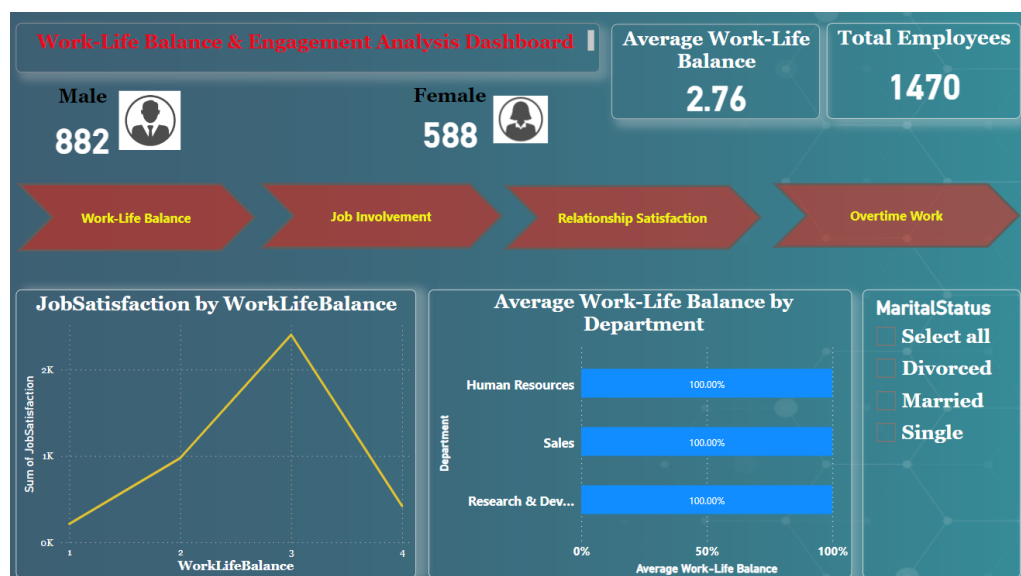 Work-Life Balance & Engagement Analysis Dashboard
Average Work-Life
Balance
2.76
Total Employees
1470
Male
882
Female
588
Work-Life Balance
Job Involvement
Relationship Satisfaction
Overtime Work
JobSatisfaction by WorkLifeBalance
Sum of JobSatisfaction
2K
1K
0K
1
2
3
4
WorkLifeBalance
Average Work-Life Balance by
Department
Department
Human Resources
100.00%
Sales
100.00%
Research & Dev...
100.00%
0%
50%
100%
Average Work-Life Balance
MaritalStatus
Select all
Divorced
Married
Single